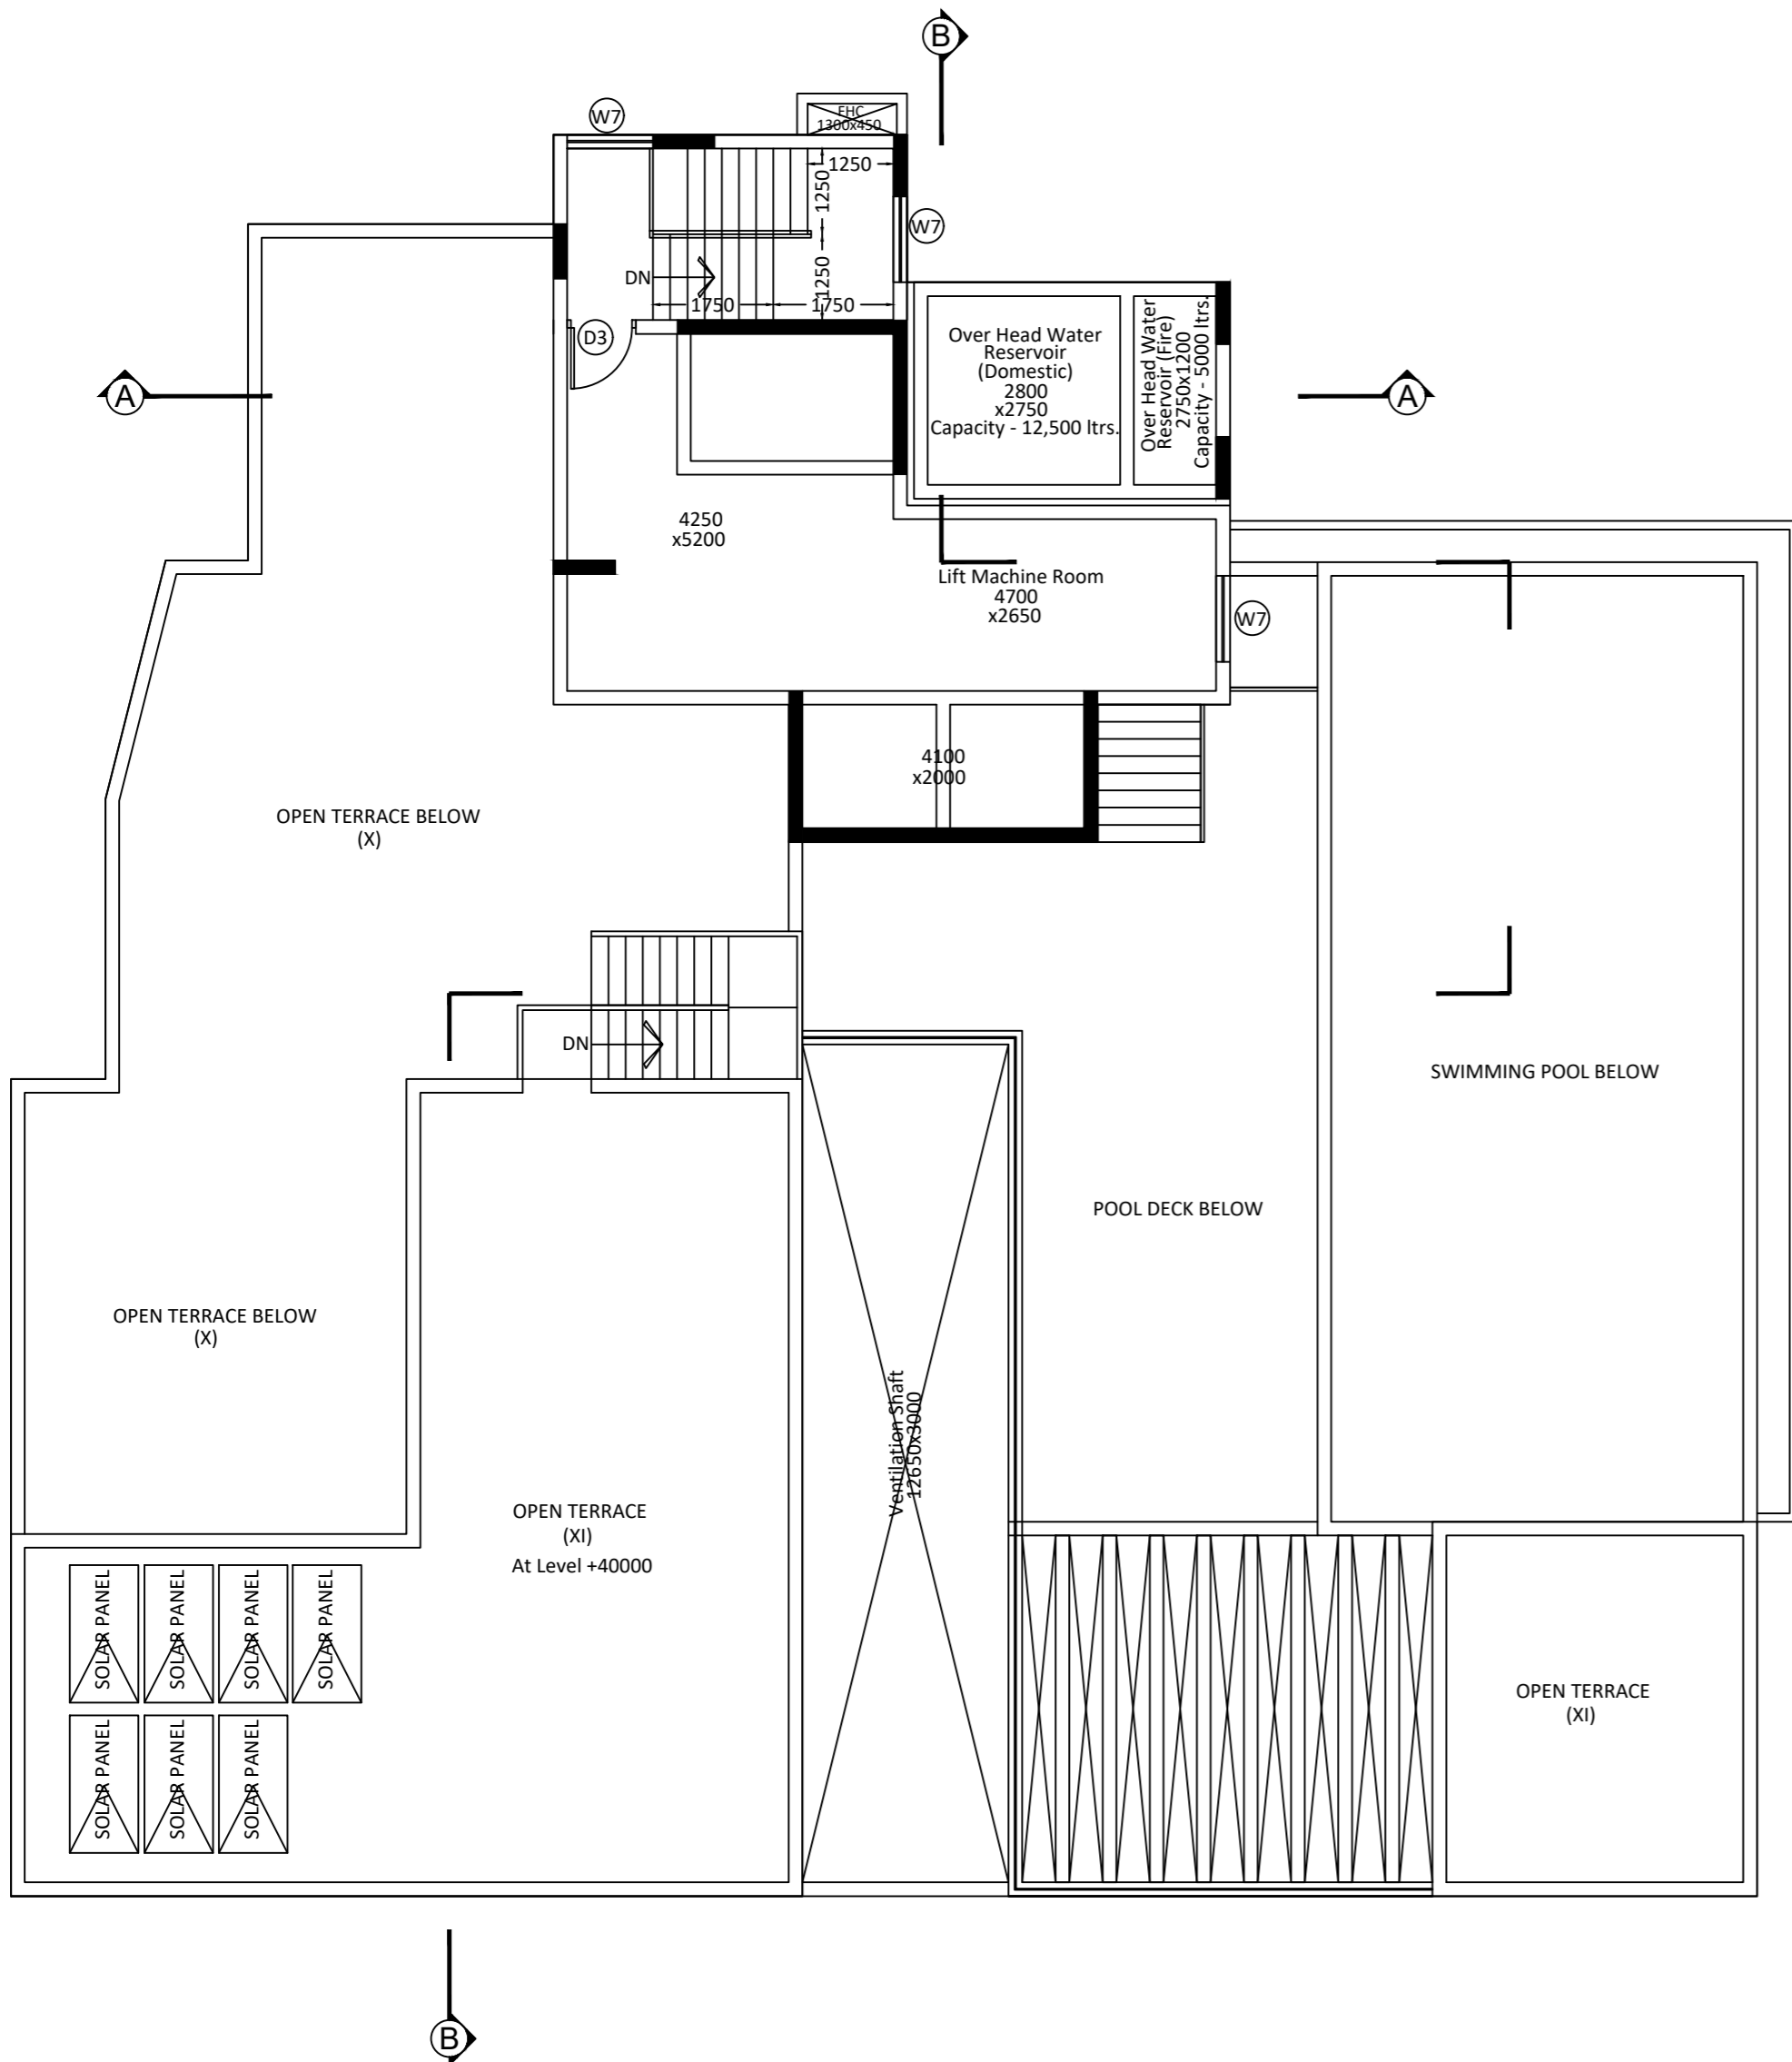 B
W7
FHC
1300x450
1250
1250
W7
DN
1250
1750
1750
D3
Over Head Water
Reservoir
(Domestic)
2800
x2750
Capacity - 12,500 ltrs.
Over Head Water
Reservoir (Fire)
2750x1200
Capacity - 5000 ltrs.
A
A
4250
x5200
Lift Machine Room
4700
x2650
W7
4100
x2000
OPEN TERRACE BELOW
(X)
DN
SWIMMING POOL BELOW
POOL DECK BELOW
OPEN TERRACE BELOW
(X)
Ventilation Shaft
12650x3000
OPEN TERRACE
(XI)
At Level +40000
SOLAR PANEL
SOLAR PANEL
SOLAR PANEL
SOLAR PANEL
OPEN TERRACE
(XI)
SOLAR PANEL
SOLAR PANEL
SOLAR PANEL
B